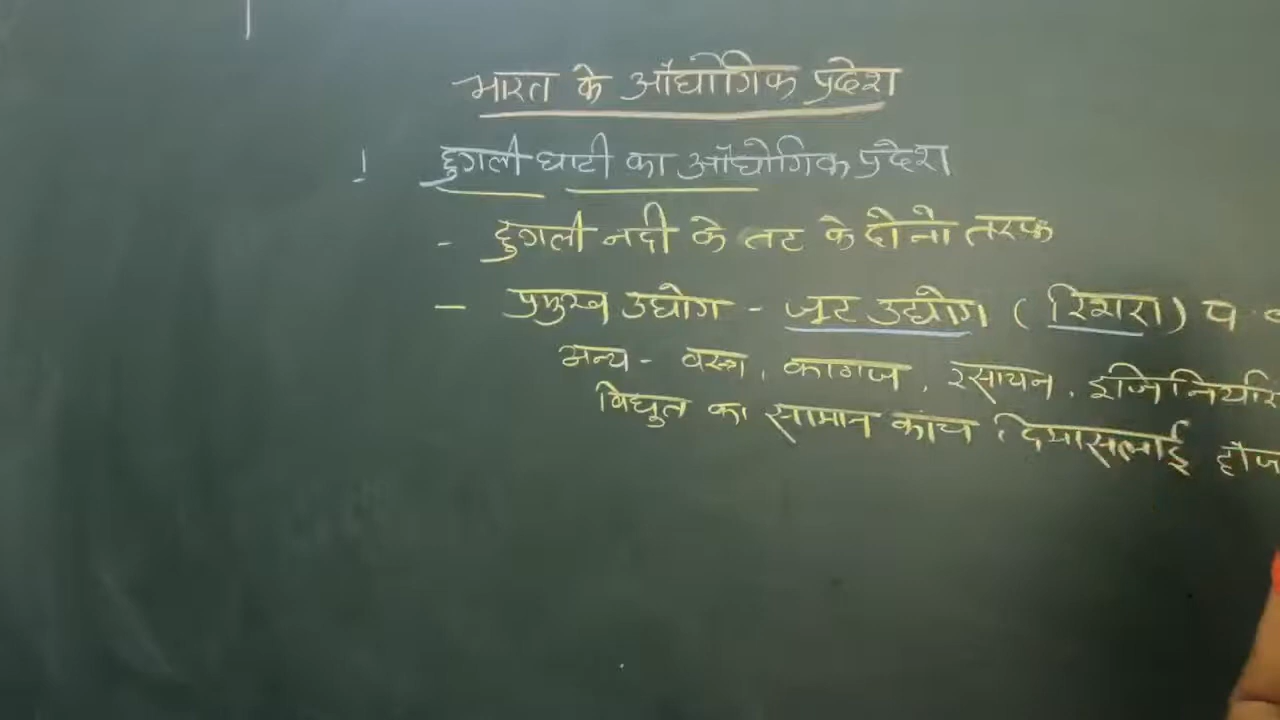 भारत के औद्योगिक प्रदेश
1 हुगली घाटी का औद्योगिक प्रदेश
- हुगली नदी के तट के दोनो तरफ
- प्रमुख उद्योग - जूट उद्योग (रिशरा) व
अन्य - वस्त्र, कागज, रसायन, इंजिनियरि
विद्युत का सामान कांच दियासलाई हौज